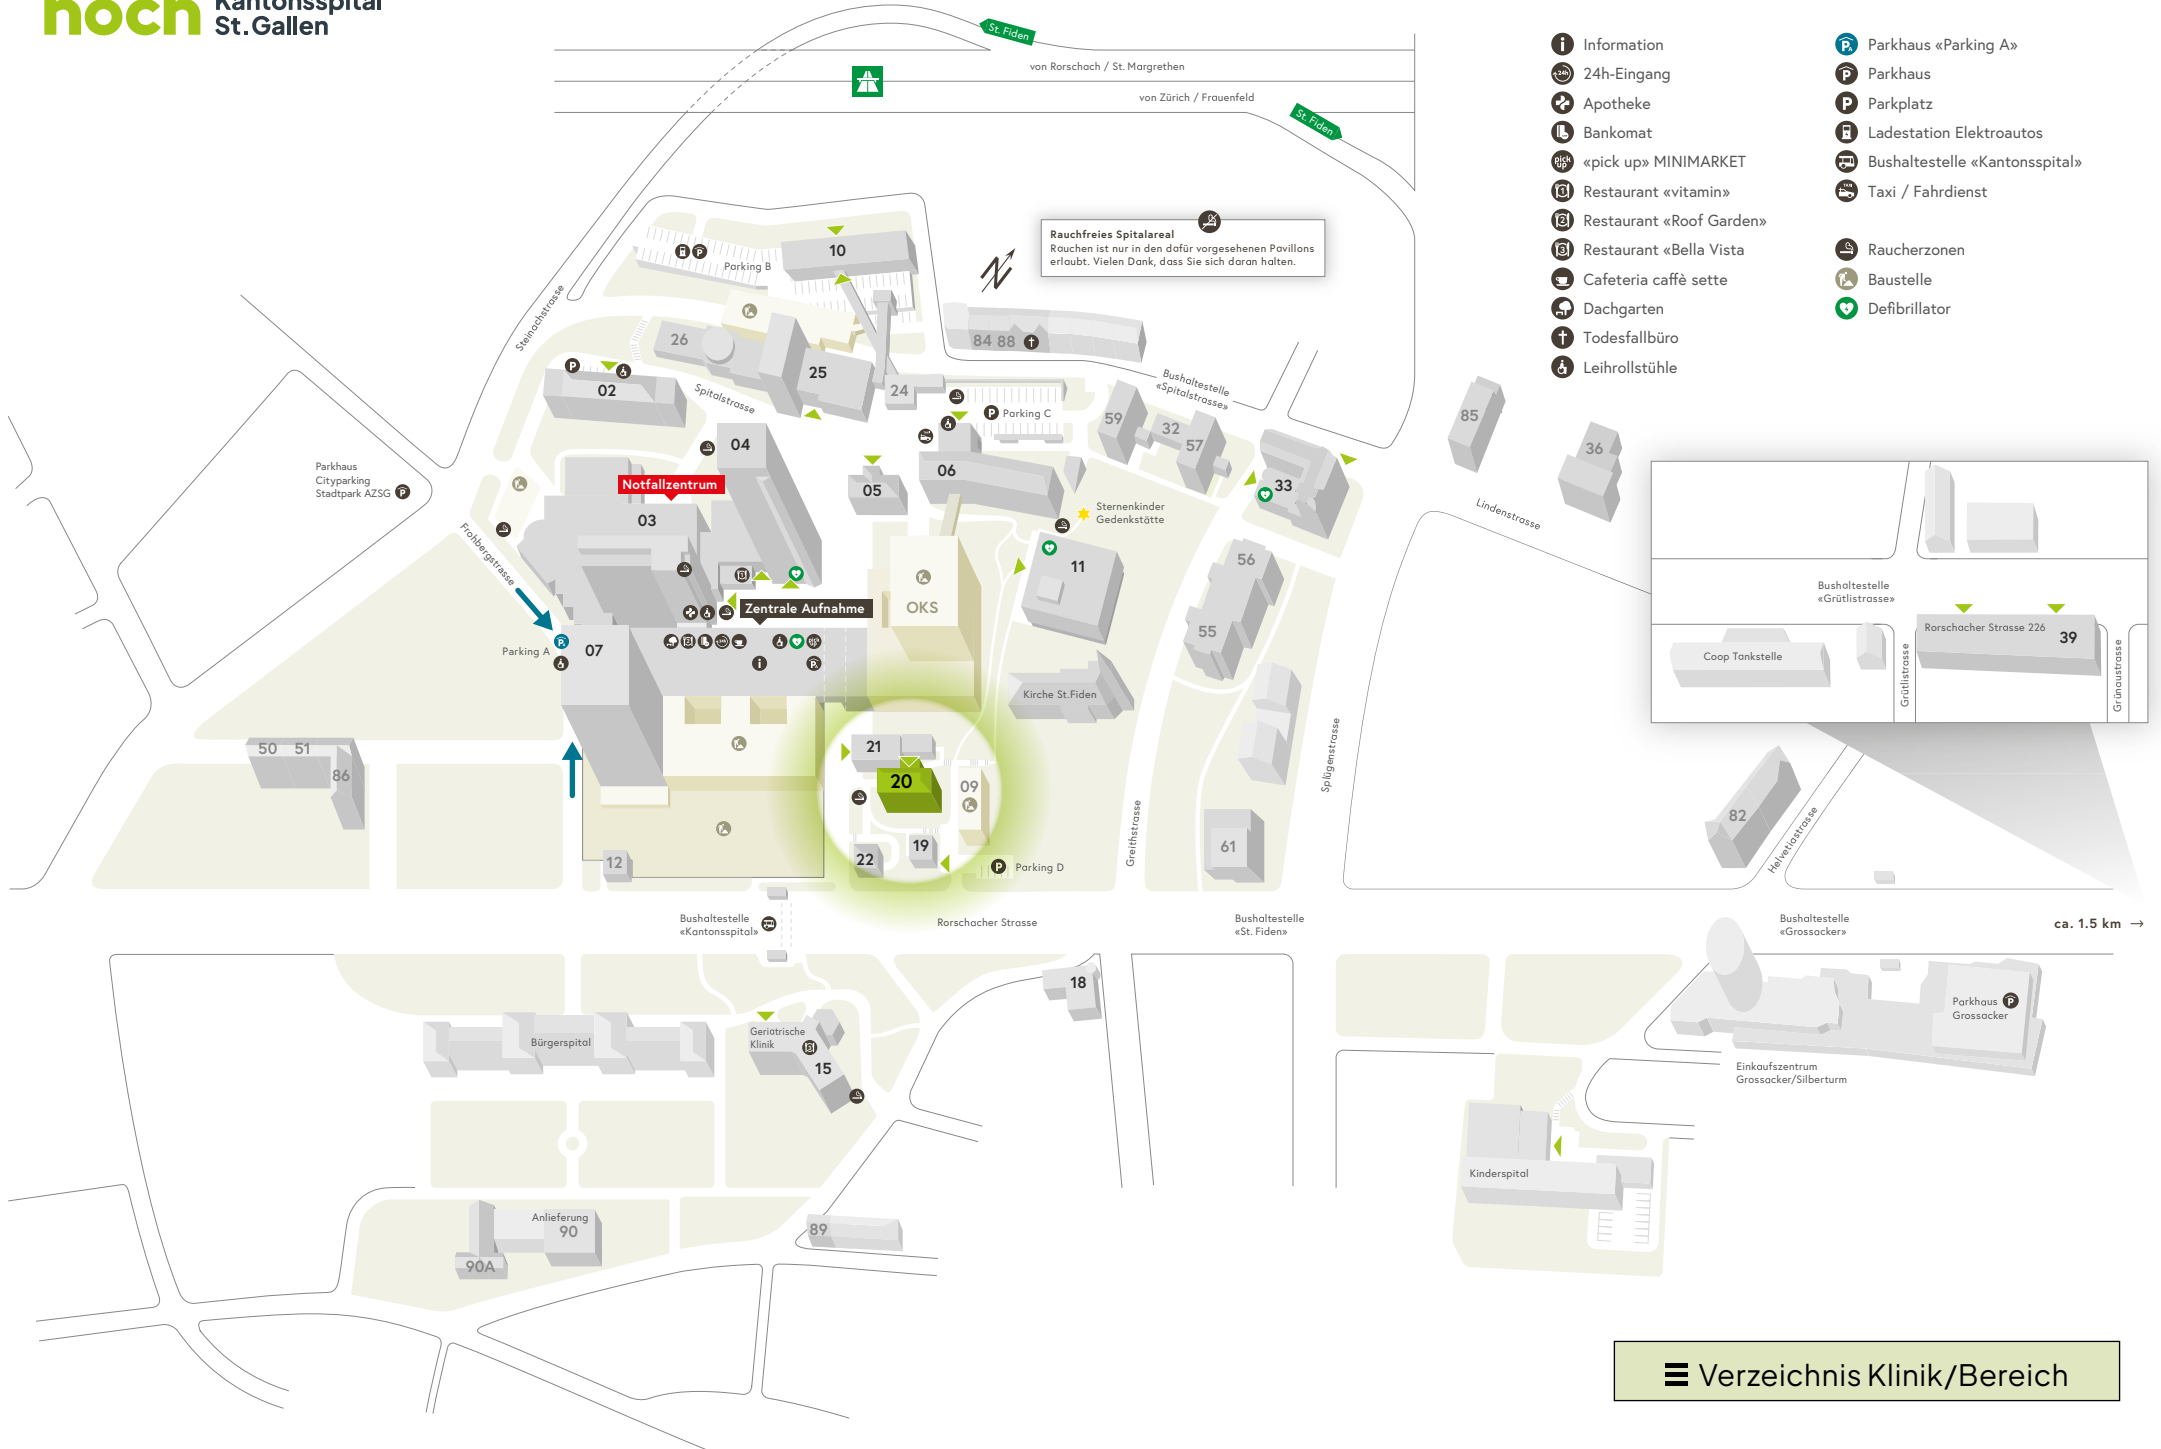 noch Kantonsspital
St.Gallen
St. Fiden
von Rorschach / St. Margrethen
von Zürich / Frauenfeld
St. Fiden
Information
24h-Eingang
Apotheke
Bankomat
«pick up» MINIMARKET
Restaurant «vitamin»
Restaurant «Roof Garden»
Restaurant «Bella Vista
Cafeteria caffè sette
Dachgarten
Todesfallbüro
Leihrollstühle
Parkhaus «Parking A»
Parkhaus
Parkplatz
Ladestation Elektroautos
Bushaltestelle «Kantonsspital»
Taxi / Fahrdienst
Raucherzonen
Baustelle
Defibrillator
Rauchfreies Spitalareal
Rauchen ist nur in den dafür vorgesehenen Pavillons
erlaubt. Vielen Dank, dass Sie sich daran halten.
N
10
Parking B
Steinachstrasse
26
84 88
25
02
24
Spitalstrasse
Bushaltestelle
«Spitalstrasse»
Parking C
59
32
57
85
36
04
06
05
33
Parkhaus
Cityparking
Stadtpark AZSG
Notfallzentrum
03
Sternenkinder
Gedenkstätte
Lindenstrasse
Frohbergstrasse
11
56
OKS
Zentrale Aufnahme
55
Parking A
07
Kirche St.Fiden
Bushaltestelle
«Grütlistrasse»
Rorschacher Strasse 226
39
Coop Tankstelle
Grütlistrasse
Grünaustrasse
50 51
86
21
20
09
Splügenstrasse
Greithstrasse
82
Helvetiastrasse
12
22
19
61
Parking D
Bushaltestelle
«Kantonsspital»
Rorschacher Strasse
Bushaltestelle
«St. Fiden»
Bushaltestelle
«Grossacker»
ca. 1.5 km →
18
Bürgerspital
Geriatrische
Klinik
15
Parkhaus
Grossacker
Einkaufszentrum
Grossacker/Silberturm
Kinderspital
Anlieferung
90
90A
89
Verzeichnis Klinik/Bereich